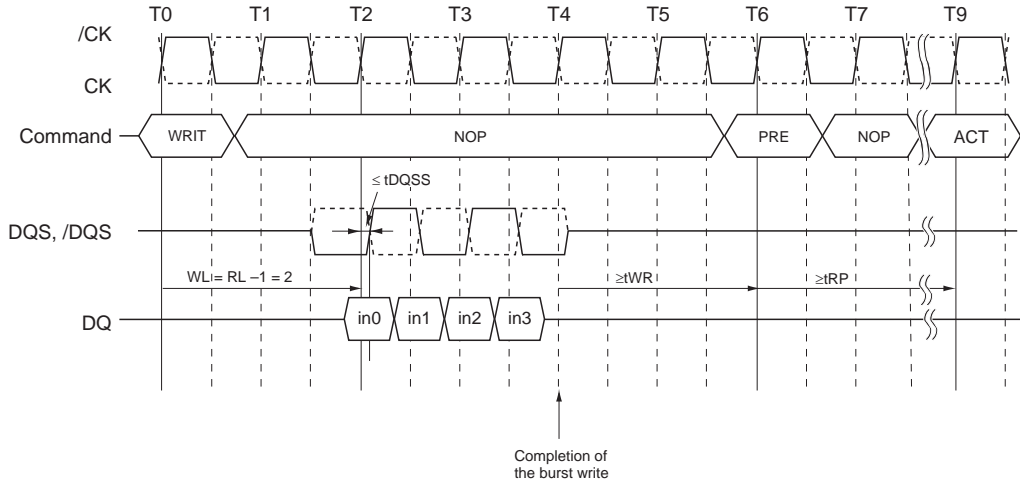 T0 T1 T2 T3 T4 T5 T6 T7 T9
/CK
CK
Command WRIT NOP PRE NOP ACT
≤ tDQSS
DQS, /DQS
WL = RL –1 = 2 ≥tWR ≥tRP
DQ in0 in1 in2 in3
Completion of
the burst write